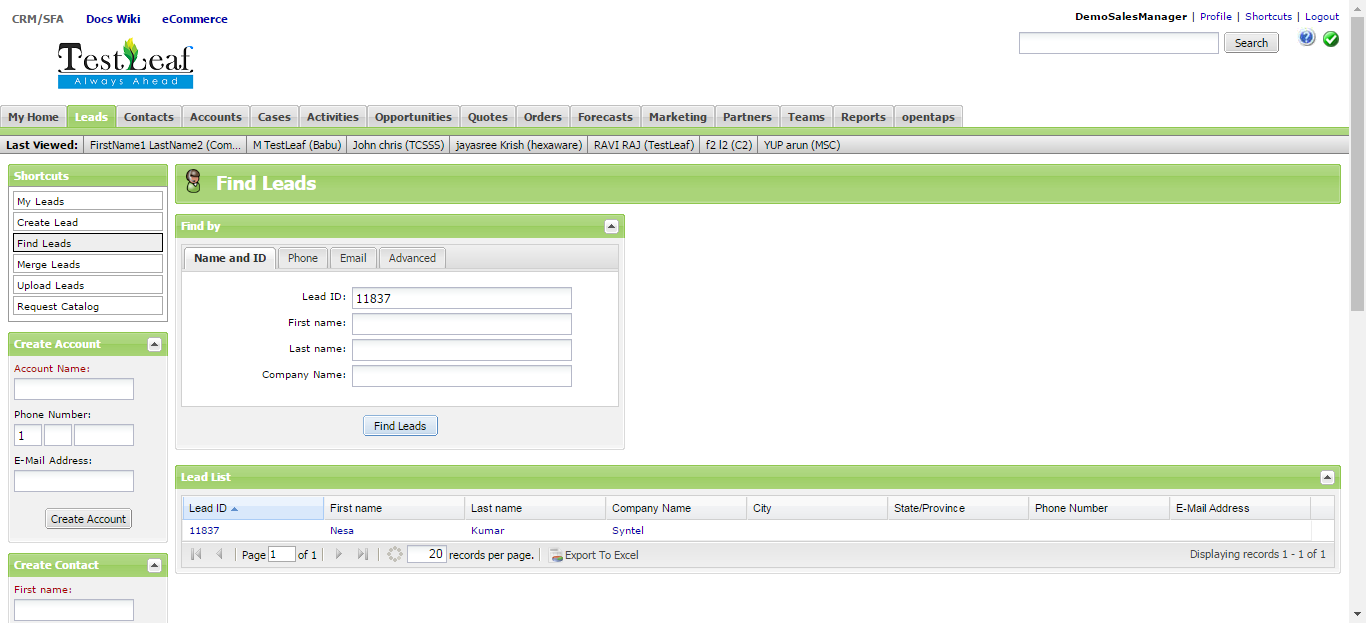 CRM/SFA Docs Wiki eCommerce
DemoSalesManager | Profile | Shortcuts | Logout
TestLeaf
Always Ahead
Search
My Home Leads Contacts Accounts Cases Activities Opportunities Quotes Orders Forecasts Marketing Partners Teams Reports opentaps
Last Viewed: FirstName1 LastName2 (Com... M TestLeaf (Babu) John chris (TCSSS) jayasree Krish (hexaware) RAVI RAJ (TestLeaf) f2 l2 (C2) YUP arun (MSC)
Shortcuts
My Leads
Create Lead
Find Leads
Merge Leads
Upload Leads
Request Catalog
Create Account
Account Name:
Phone Number:
1
E-Mail Address:
Create Account
Create Contact
First name:
Find Leads
Find by
Name and ID Phone Email Advanced
Lead ID: 11837
First name:
Last name:
Company Name:
Find Leads
Lead List
Lead ID First name Last name Company Name City State/Province Phone Number E-Mail Address
11837 Nesa Kumar Syntel
Page 1 of 1 20 records per page. Export To Excel Displaying records 1 - 1 of 1